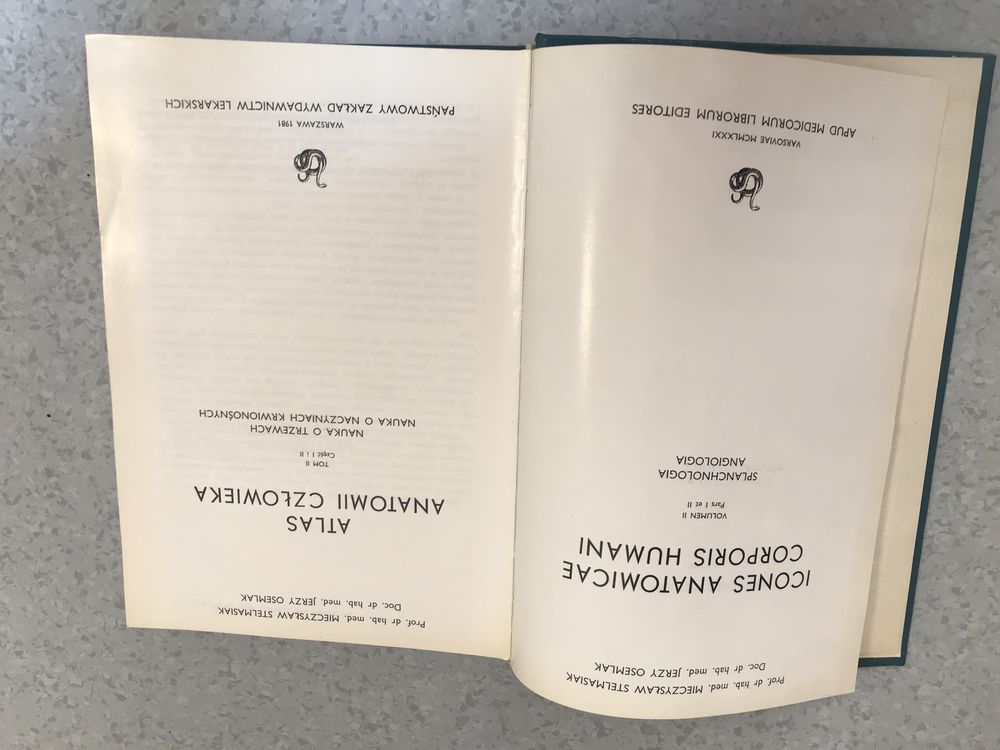 Prof. dr hab. med. MIECZYSŁAW STELMASIAK
Doc. dr hab. med. JERZY OSEMLAK
ICONES ANATOMICAE
CORPORIS HUMANI
VOLUMEN II
Pars I et II
SPLANCHNOLOGIA
ANGIOLOGIA
VARSOVIAE MCMLXXXI
APUD MEDICORUM LIBRORUM EDITORES
Prof. dr hab. med. MIECZYSŁAW STELMASIAK
Doc. dr hab. med. JERZY OSEMLAK
ATLAS
ANATOMII CZŁOWIEKA
TOM II
Część I i II
NAUKA O TRZEWACH
NAUKA O NACZYNIACH KRWIONOŚNYCH
WARSZAWA 1981
PAŃSTWOWY ZAKŁAD WYDAWNICTW LEKARSKICH